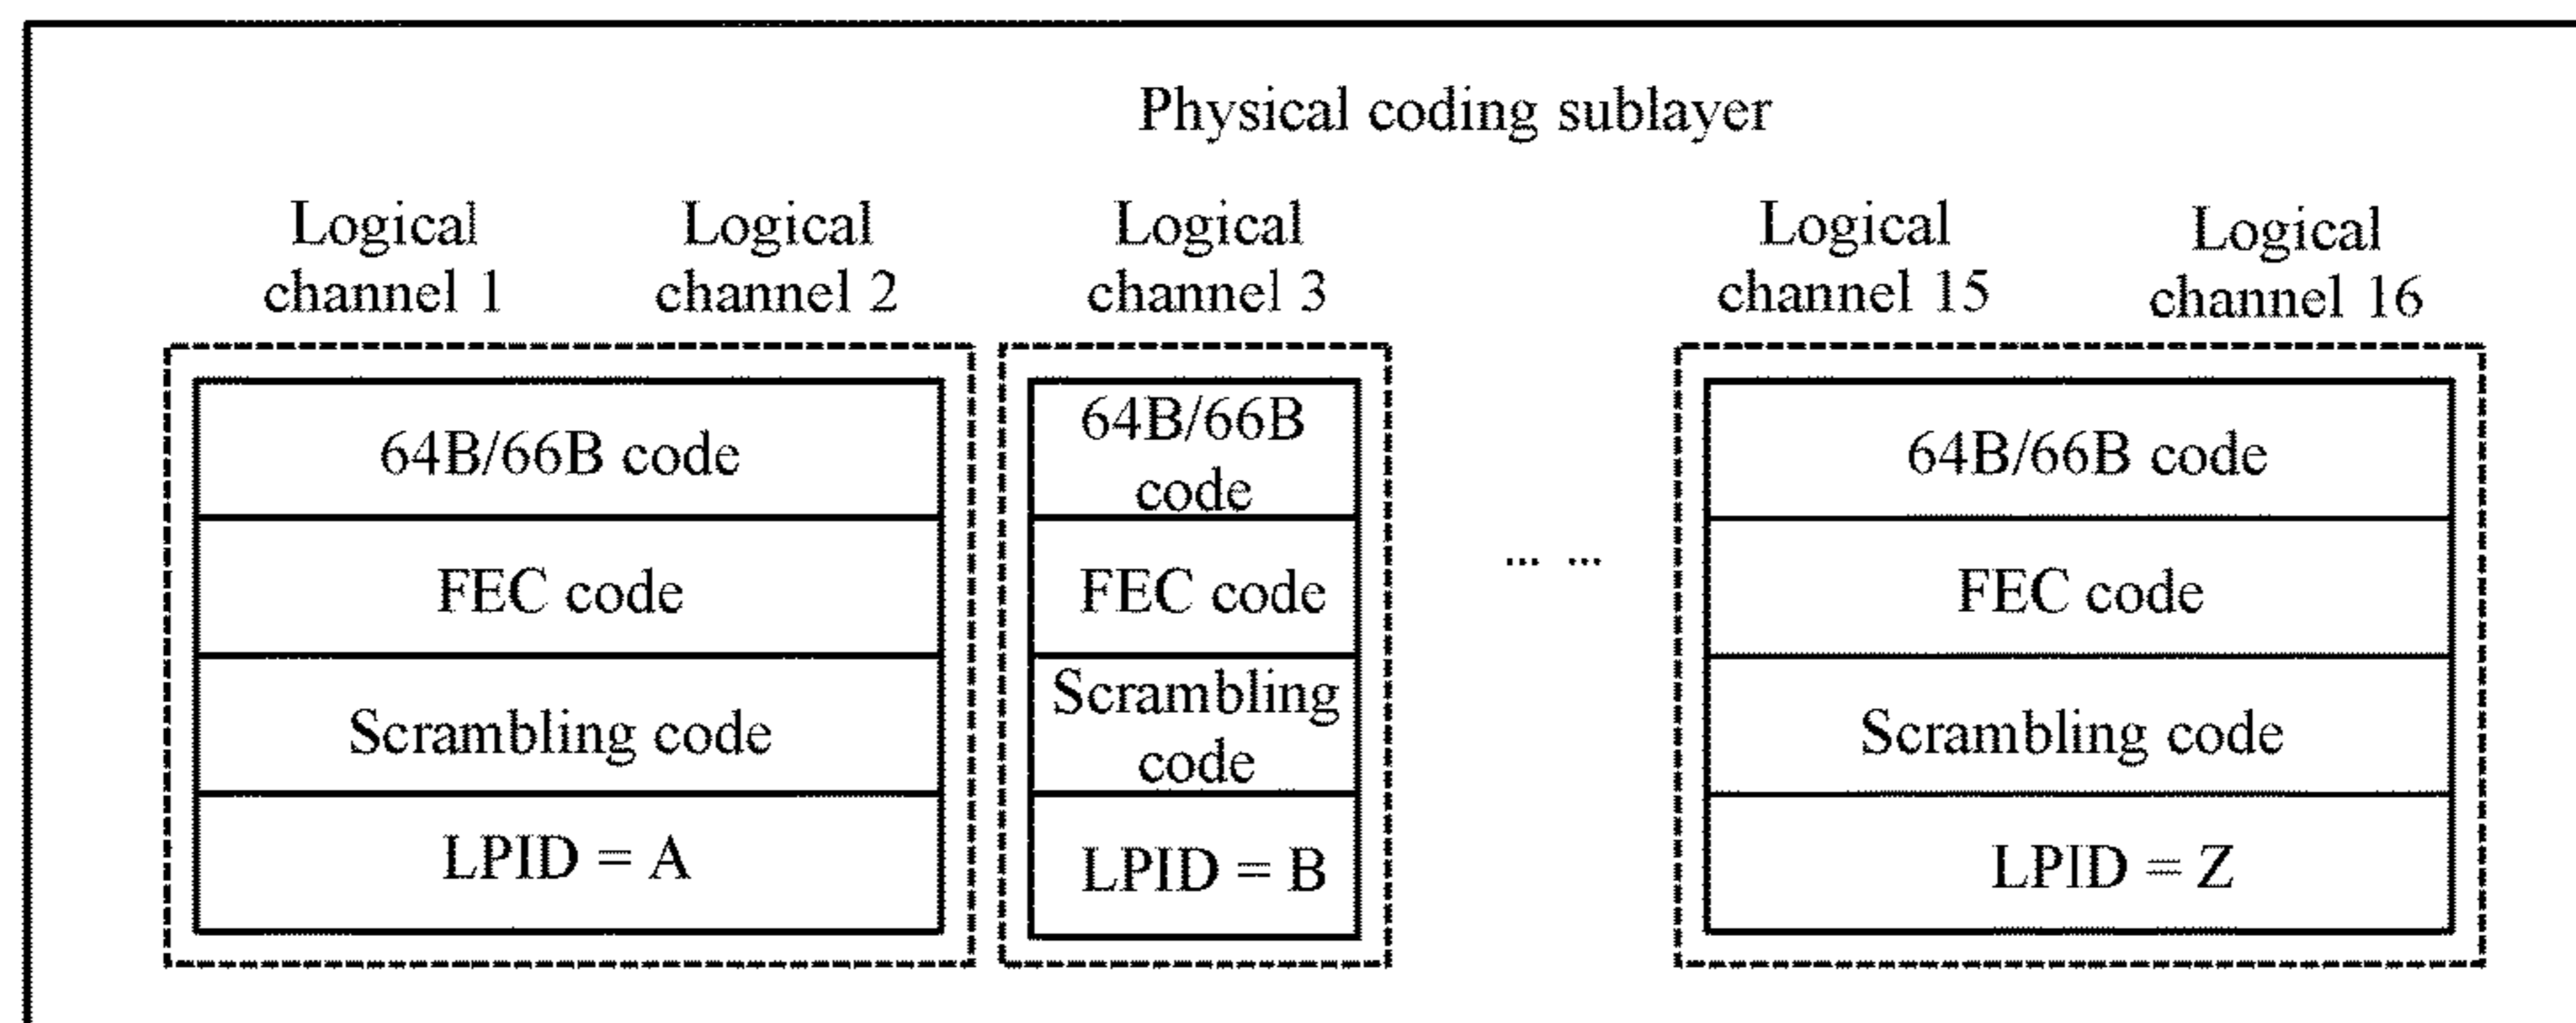 Physical coding sublayer
Logical
channel 1
Logical
channel 2
Logical
channel 3
Logical
channel 15
Logical
channel 16
64B/66B code
FEC code
Scrambling code
LPID = A
64B/66B
code
FEC code
Scrambling
code
LPID = B
... ...
64B/66B code
FEC code
Scrambling code
LPID = Z